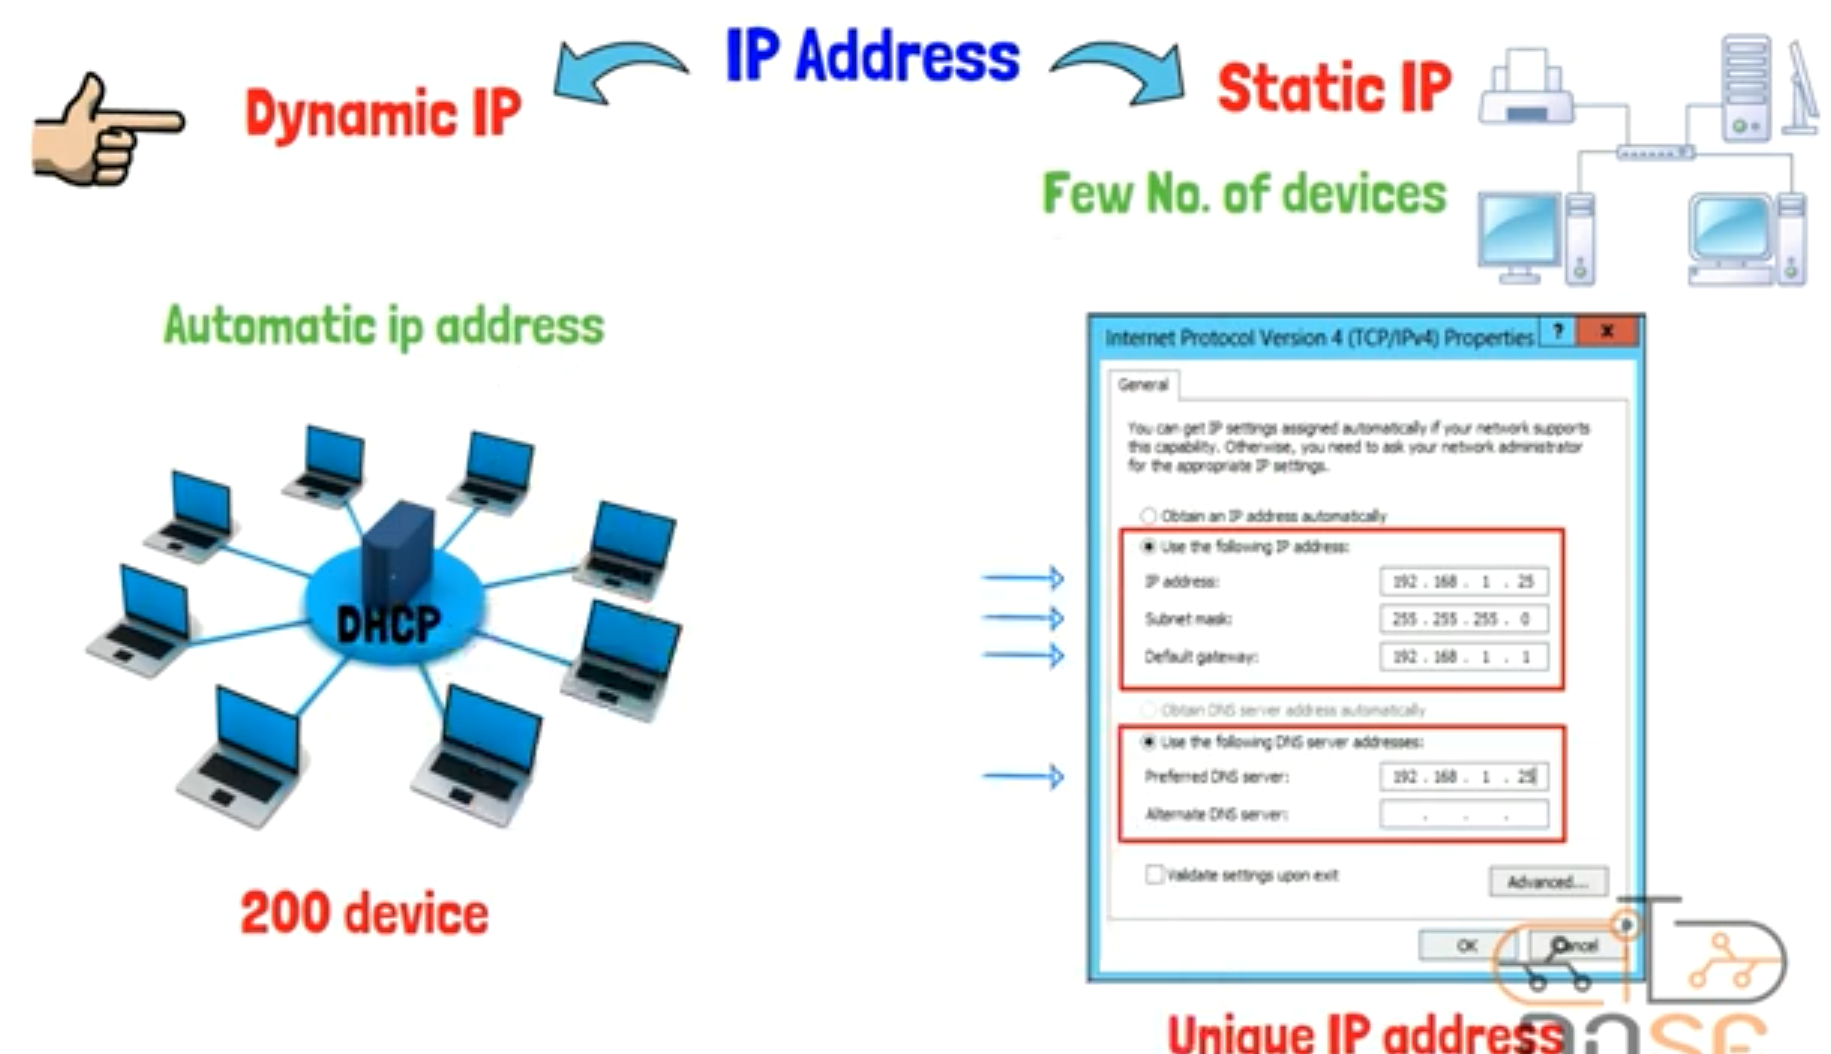 IP Address
Dynamic IP
Static IP
Few No. of devices
Automatic ip address
DHCP
200 device
Internet Protocol Version 4 (TCP/IPv4) Properties ? x
General
You can get IP settings assigned automatically if your network supports
this capability. Otherwise, you need to ask your network administrator
for the appropriate IP settings.
Obtain an IP address automatically
Use the following IP address:
IP address: 192 . 168 . 1 . 25
Subnet mask: 255 . 255 . 255 . 0
Default gateway: 192 . 168 . 1 . 1
Obtain DNS server address automatically
Use the following DNS server addresses:
Preferred DNS server: 192 . 168 . 1 . 25
Alternate DNS server: . . .
Validate settings upon exit
Advanced...
OK Cancel
Unique IP address